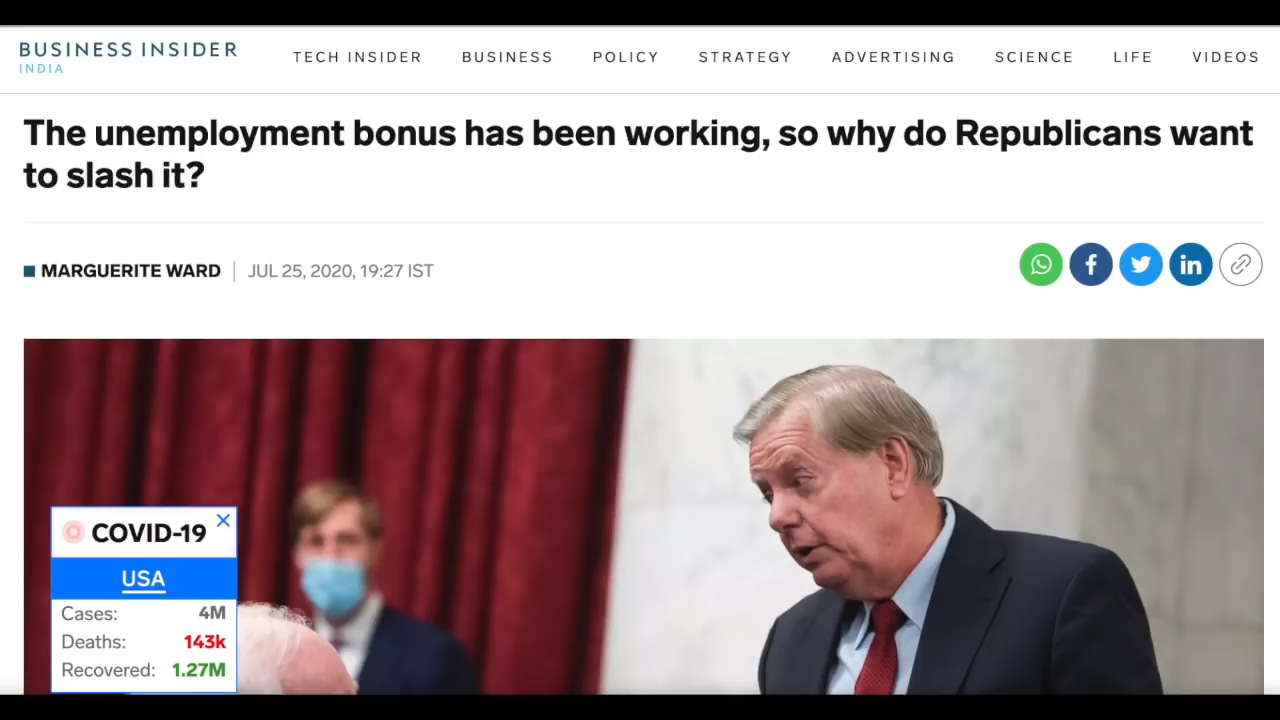 BUSINESS INSIDER
INDIA
TECH INSIDER BUSINESS POLICY STRATEGY ADVERTISING SCIENCE LIFE VIDEOS
The unemployment bonus has been working, so why do Republicans want
to slash it?
MARGUERITE WARD | JUL 25, 2020, 19:27 IST
in
COVID-19
USA
Cases: 4M
Deaths: 143k
Recovered: 1.27M